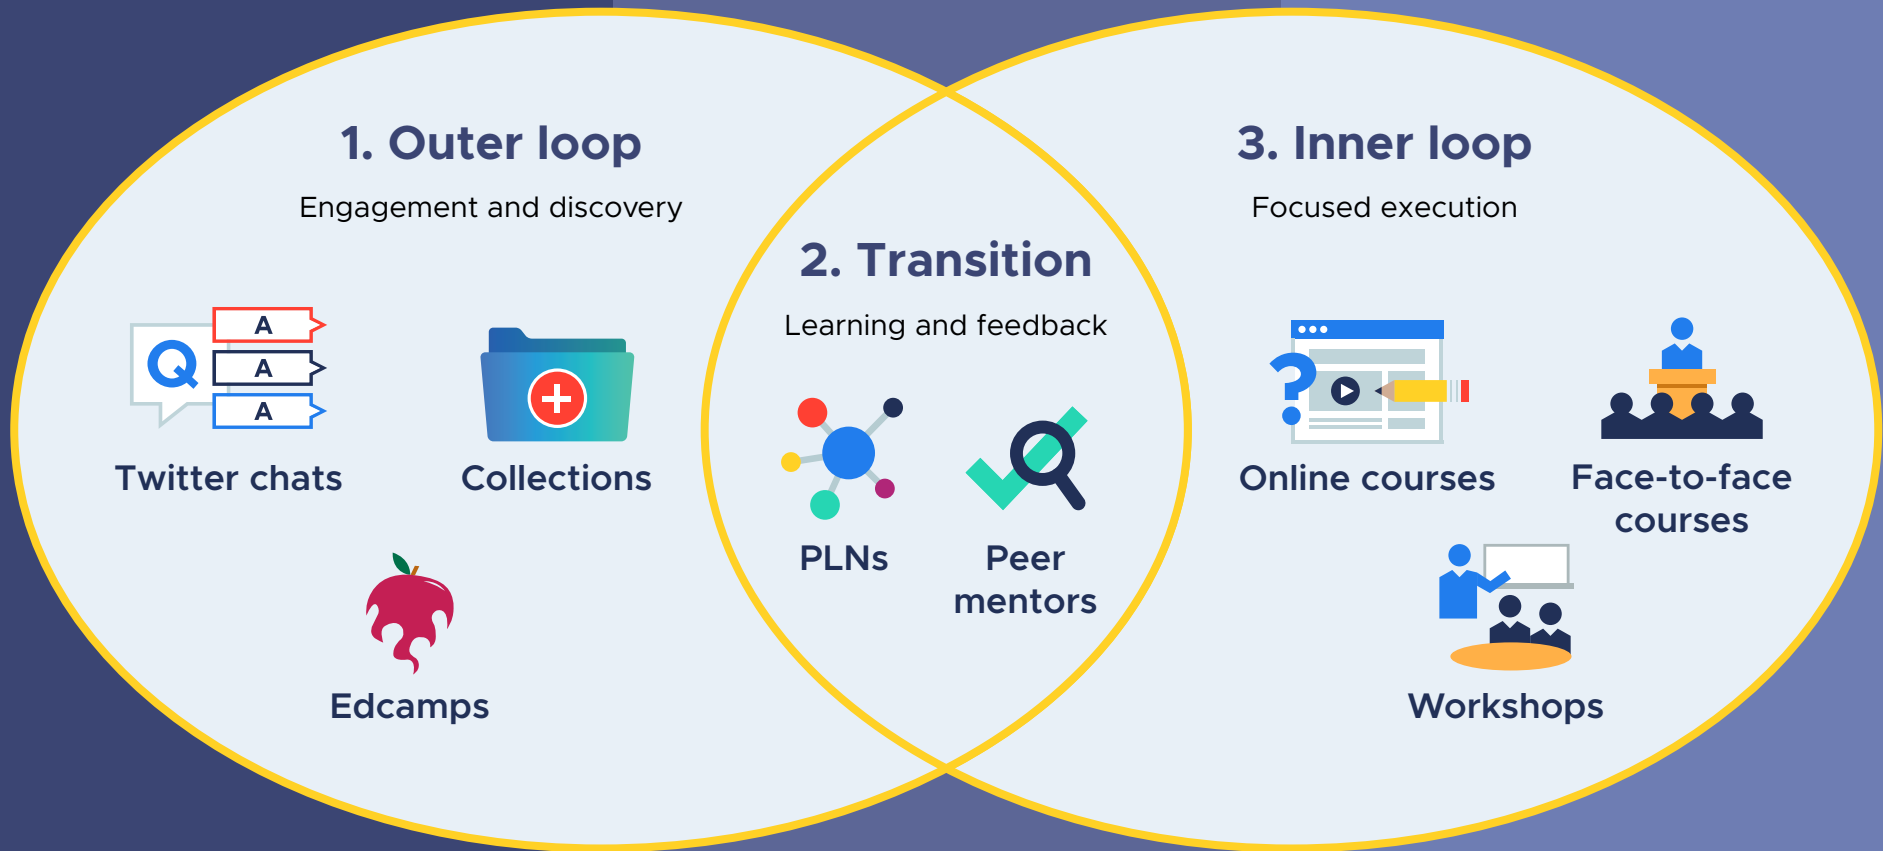 1. Outer loop
Engagement and discovery
Q
A
A
A
Twitter chats
Collections
Edcamps
2. Transition
Learning and feedback
PLNs
Peer
mentors
3. Inner loop
Focused execution
?
Online courses
Face-to-face
courses
Workshops